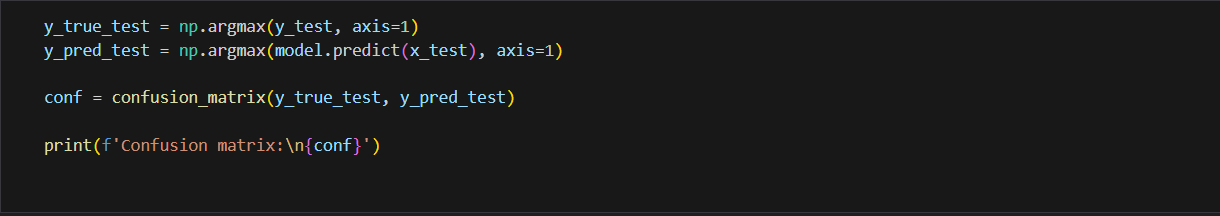 y_true_test = np.argmax(y_test, axis=1)
y_pred_test = np.argmax(model.predict(x_test), axis=1)
conf = confusion_matrix(y_true_test, y_pred_test)
print(f'Confusion matrix:\n{conf}')